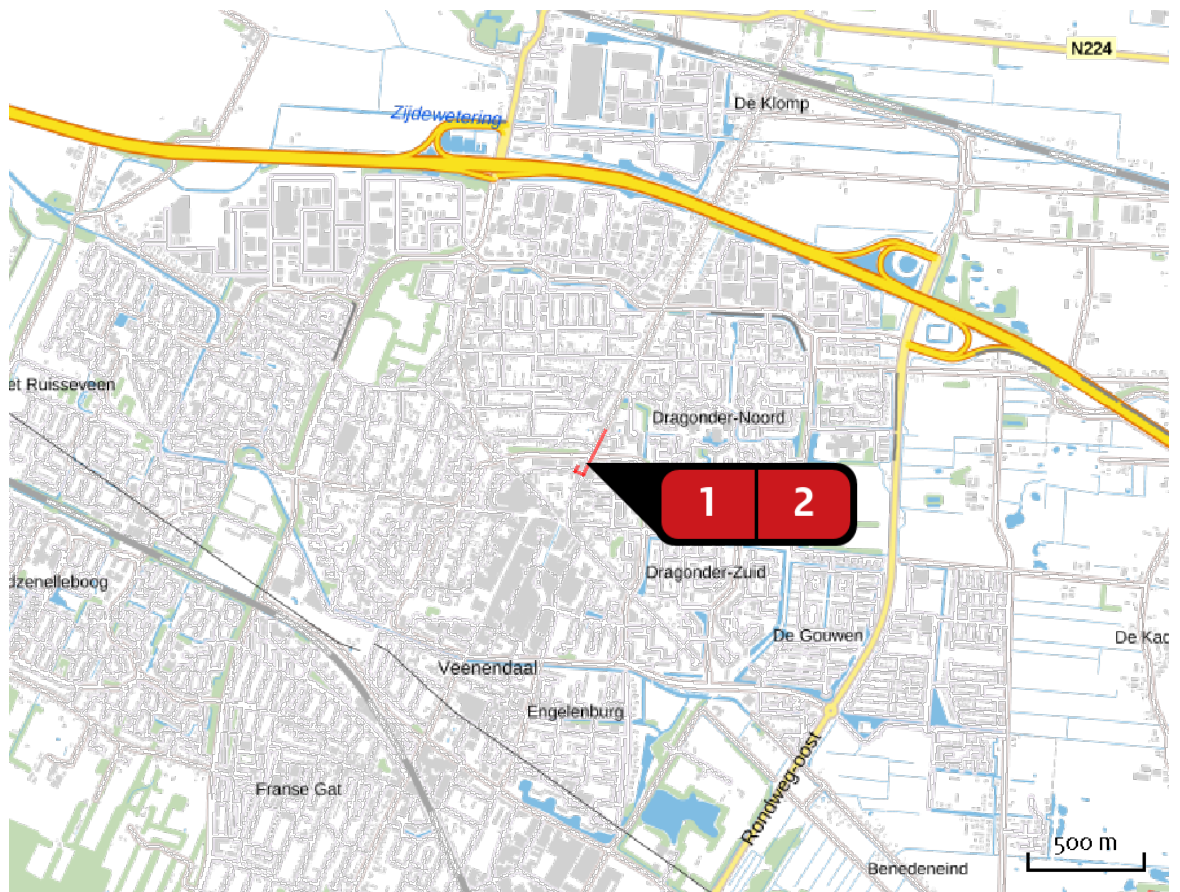 N224
De Klomp
Zijdewetering
et Ruisseveen
Dragonder-Noord
1 2
Dragonder-Zuid
dzenelleboog
De Gouwen
De Kad
Veenendaal
Engelenburg
Rondweg-oost
Franse Gat
500 m
Benedeneind